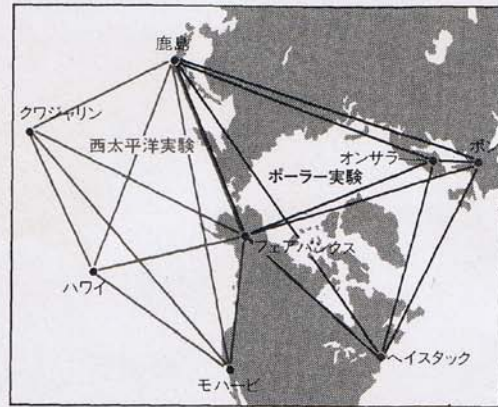 鹿島
クワジャリン
西太平洋実験
オンサラ
ボン
ポーラー実験
フェアバンクス
ハワイ
モハービ
ヘイスタック